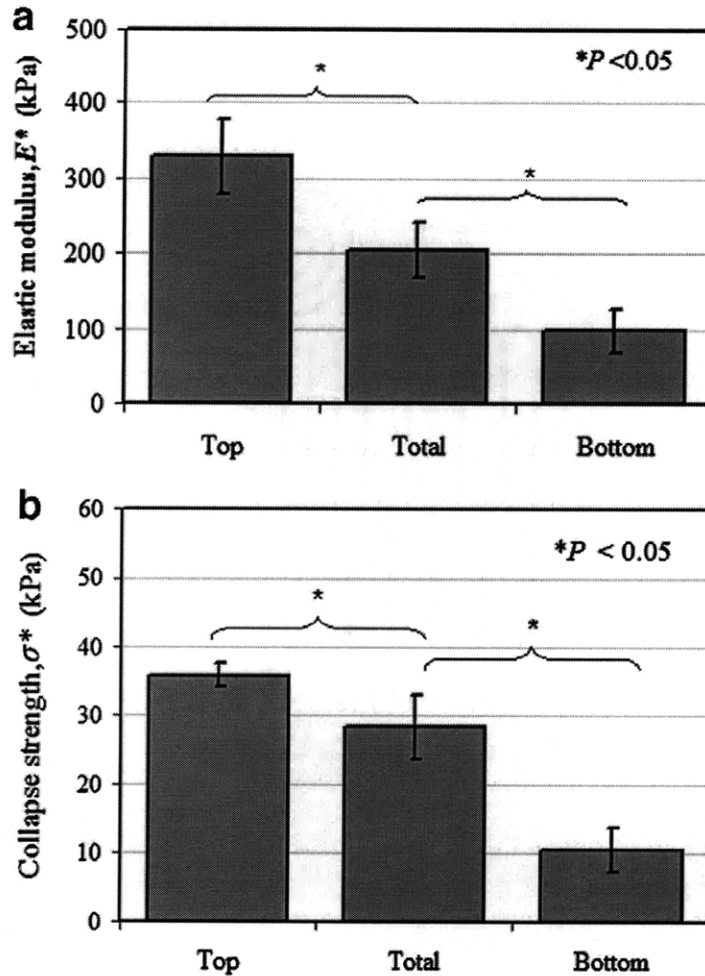 a
Elastic modulus, E* (kPa)
500
400
300
200
100
0
*P <0.05
*
*
Top Total Bottom
b
Collapse strength, σ* (kPa)
60
50
40
30
20
10
0
*P < 0.05
*
*
Top Total Bottom